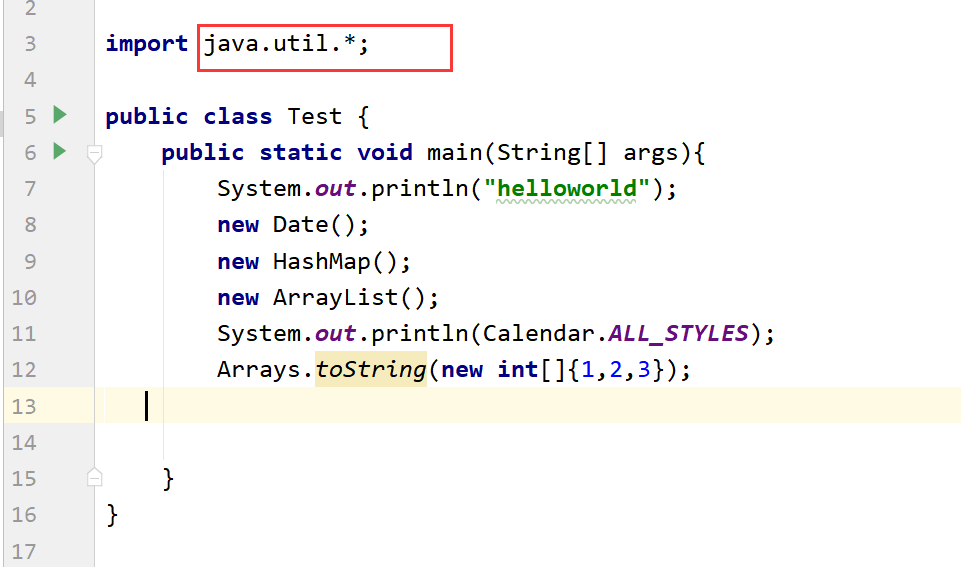 2
3 import java.util.*;
4
5 public class Test {
6 public static void main(String[] args){
7 System.out.println("helloworld");
8 new Date();
9 new HashMap();
10 new ArrayList();
11 System.out.println(Calendar.ALL_STYLES);
12 Arrays.toString(new int[]{1,2,3});
13
14
15 }
16 }
17